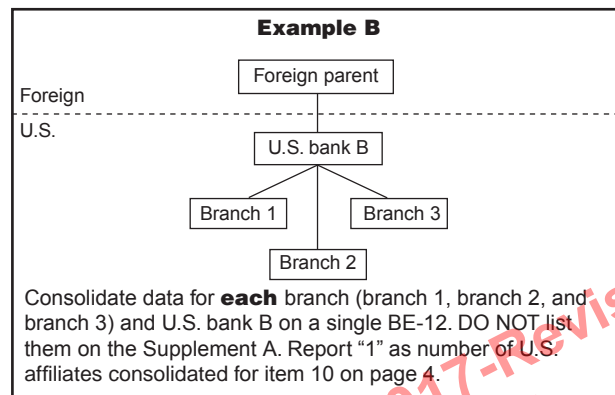 Example B
Foreign parent
Foreign
U.S.
U.S. bank B
Branch 1
Branch 3
Branch 2
Consolidate data for each branch (branch 1, branch 2, and
branch 3) and U.S. bank B on a single BE-12. DO NOT list
them on the Supplement A. Report “1” as number of U.S.
affiliates consolidated for item 10 on page 4.
017-Revis